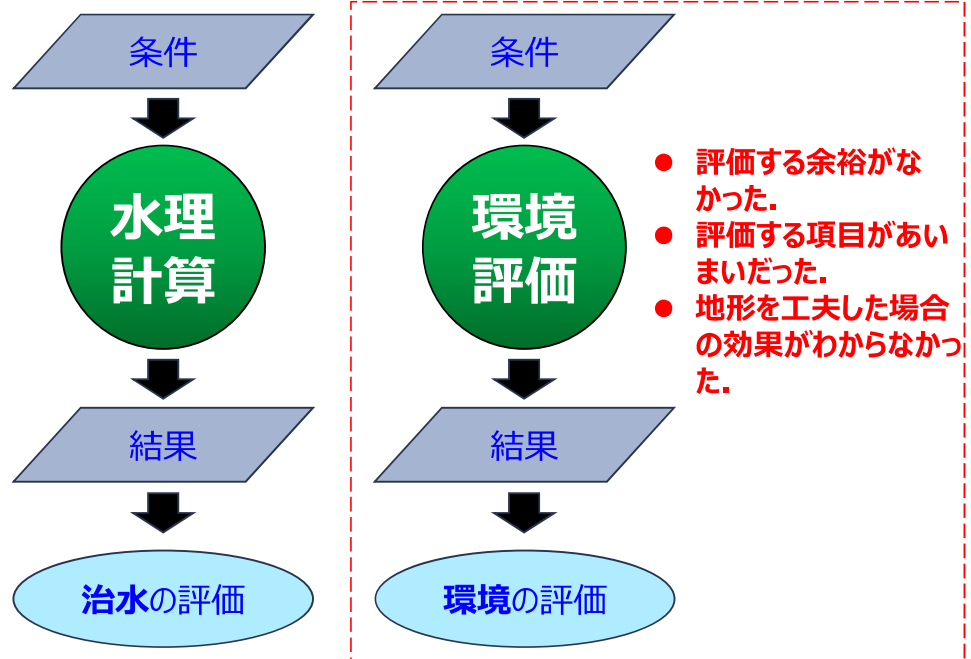 条件
水理
計算
結果
治水の評価
条件
環境
評価
結果
環境の評価
● 評価する余裕がな
かった.
● 評価する項目があい
まいだった.
● 地形を工夫した場合
の効果がわからなかっ
た.